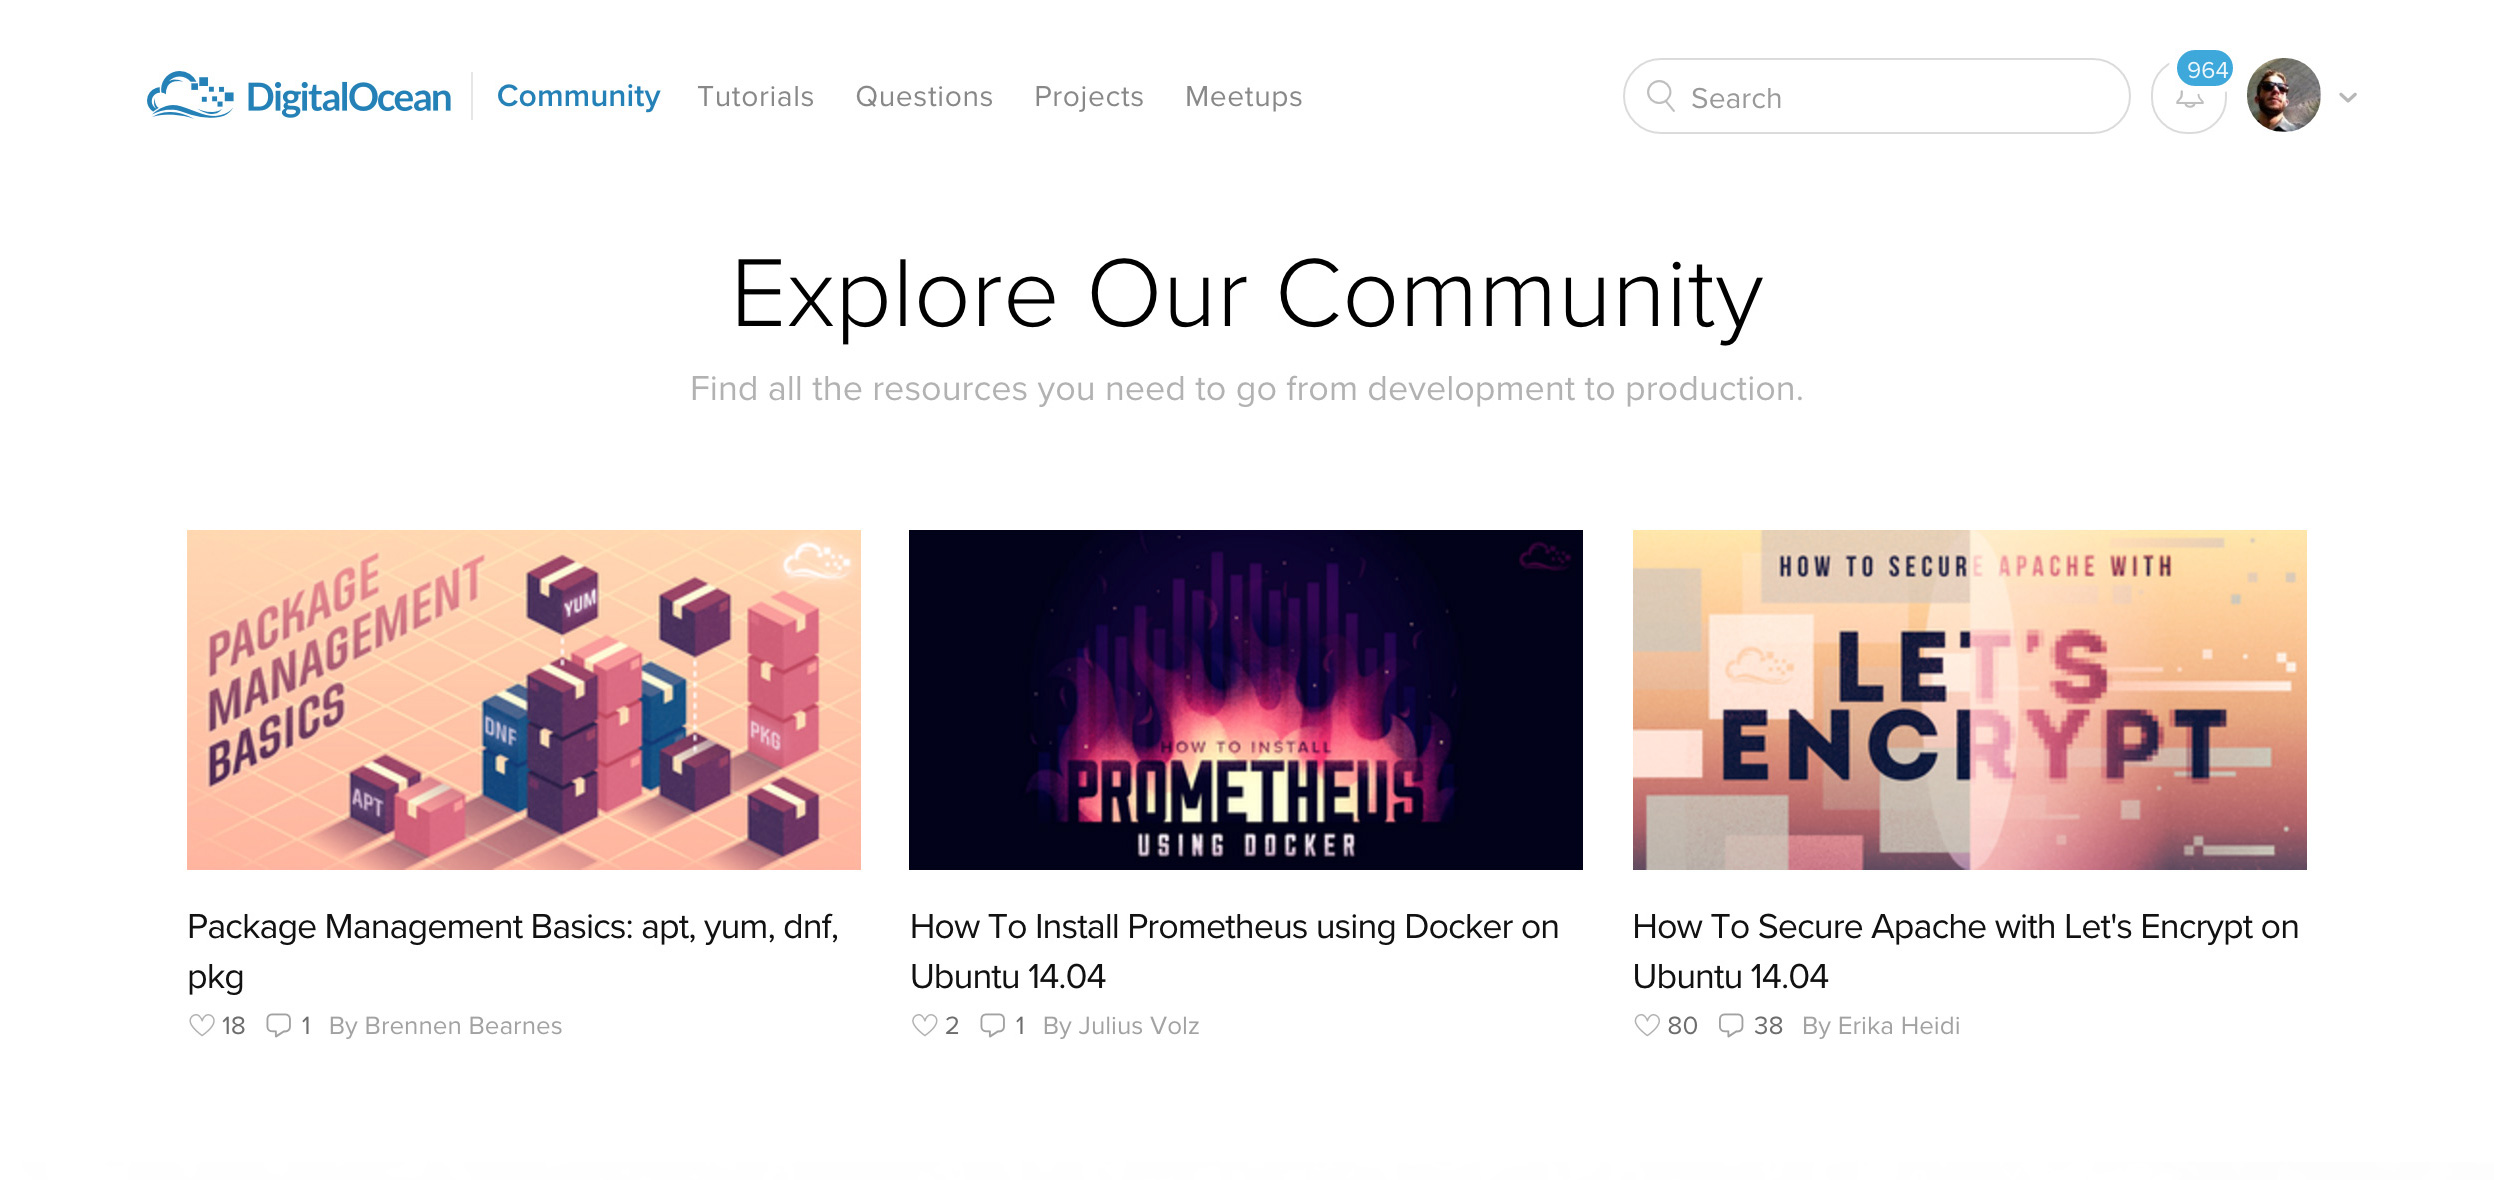 DigitalOcean
Community
Tutorials
Questions
Projects
Meetups
Search
964
Explore Our Community
Find all the resources you need to go from development to production.
PACKAGE
MANAGEMENT
BASICS
YUM
DNF
PKG
APT
HOW TO INSTALL
PROMETHEUS
USING DOCKER
HOW TO SECURE APACHE WITH
LET'S
ENCRYPT
Package Management Basics: apt, yum, dnf,
pkg
18 1 By Brennen Bearnes
How To Install Prometheus using Docker on
Ubuntu 14.04
2 1 By Julius Volz
How To Secure Apache with Let's Encrypt on
Ubuntu 14.04
80 38 By Erika Heidi